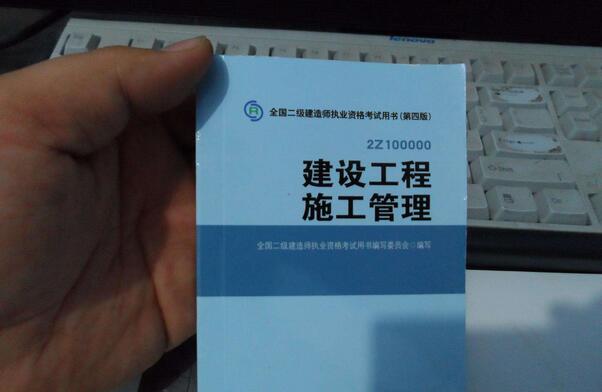 lenovo
全国二级建造师执业资格考试用书(第四版)
2Z100000
建设工程
施工管理
全国二级建造师执业资格考试用书编写委员会◇编写